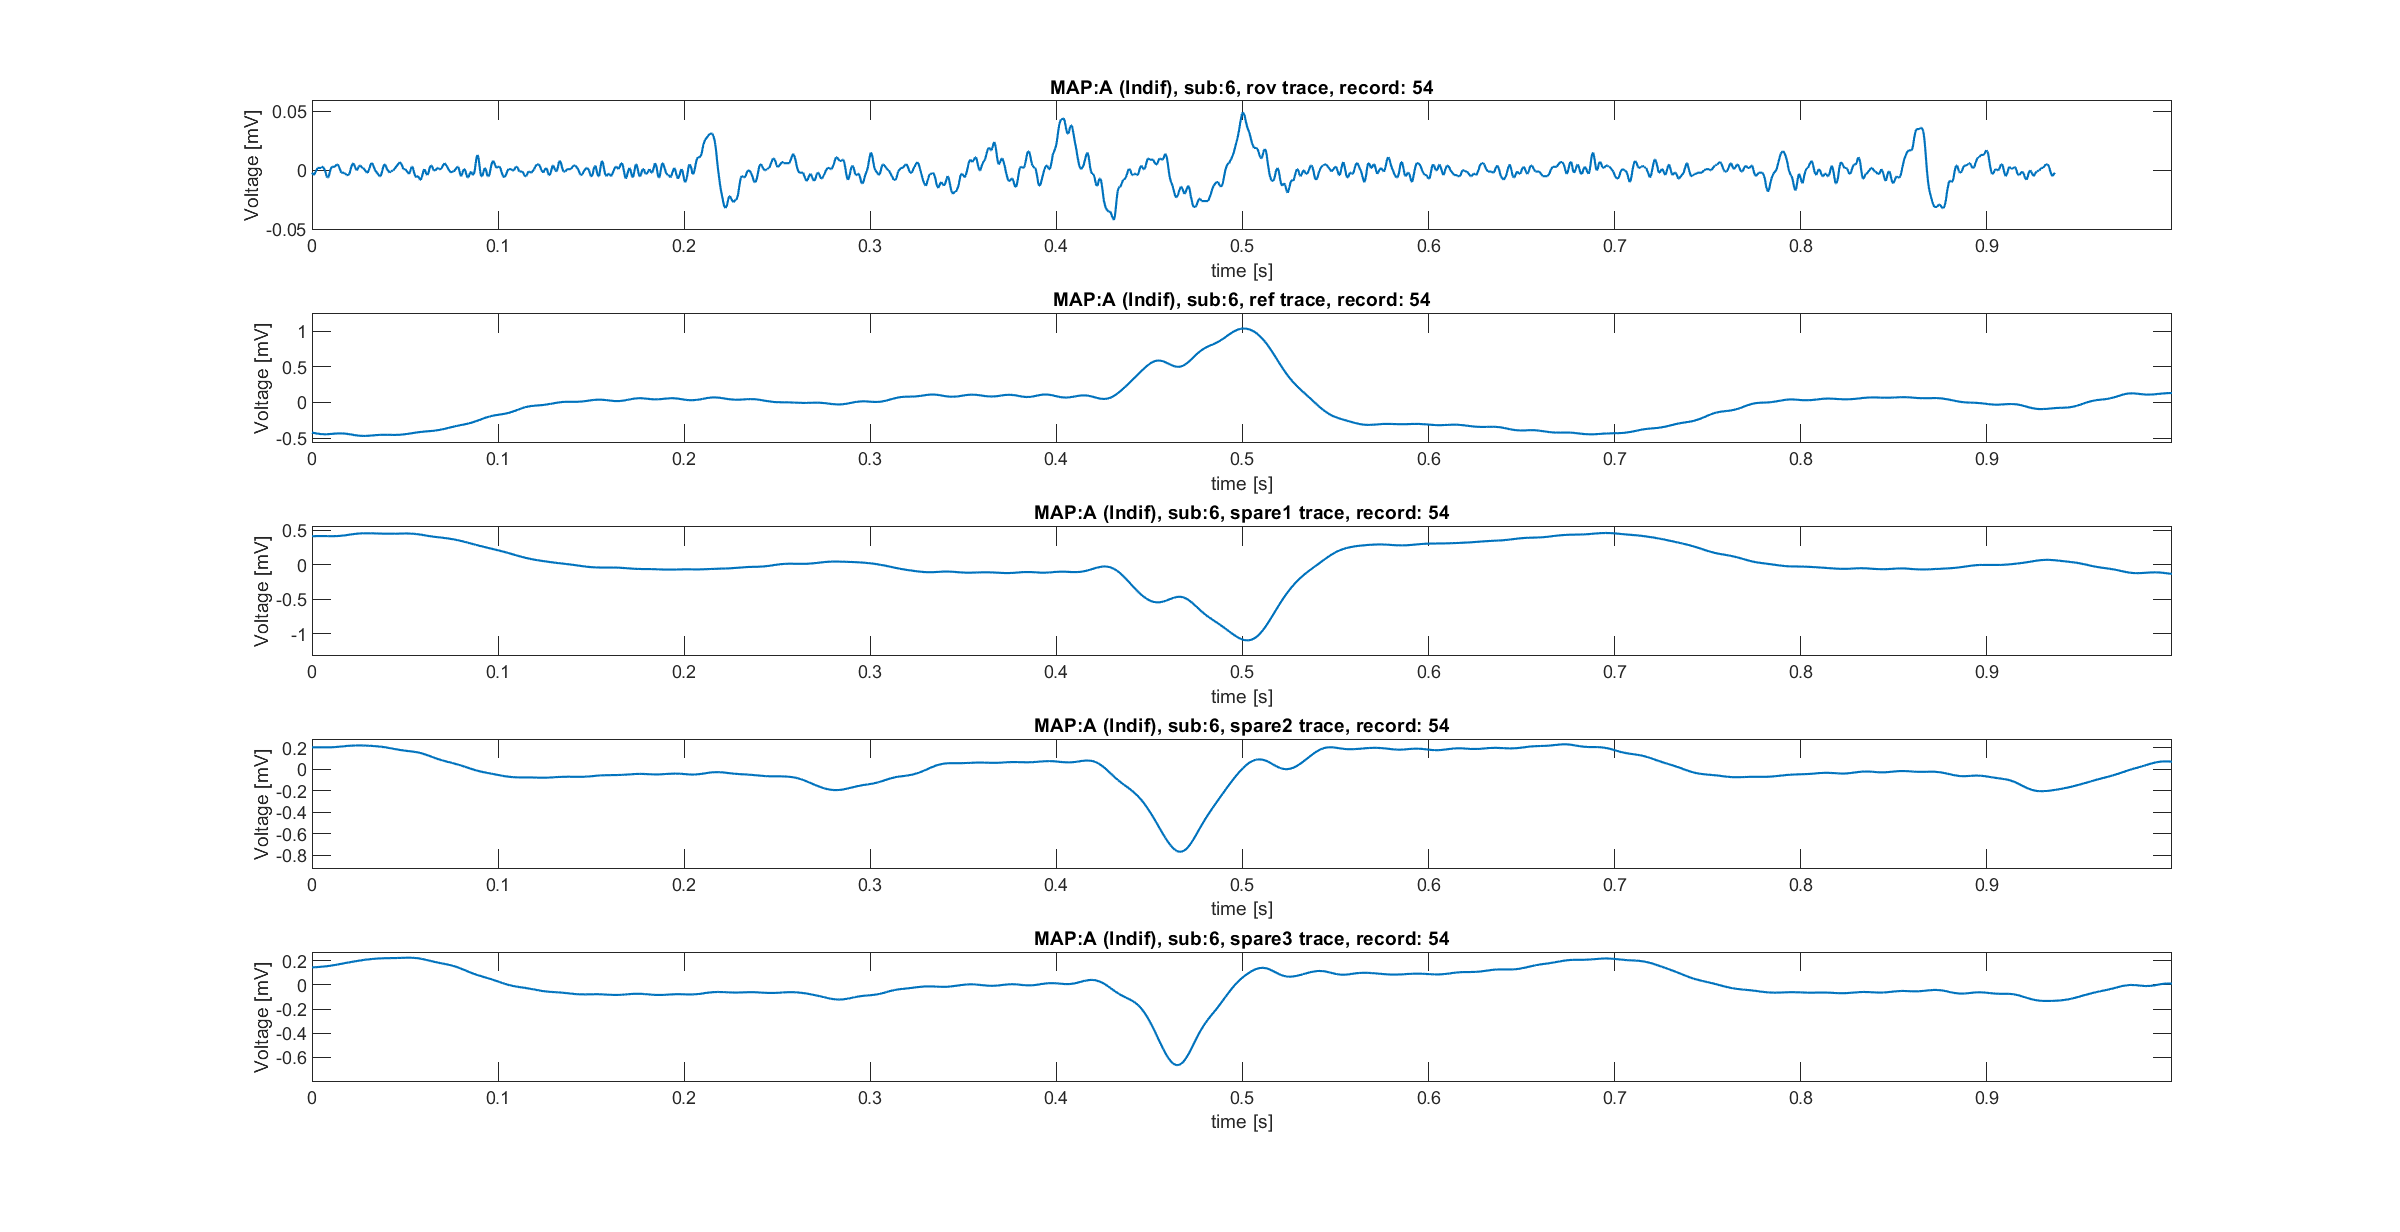 MAP:A (Indif), sub:6, rov trace, record: 54
Voltage [mV]
0.05
0
-0.05
0 0.1 0.2 0.3 0.4 0.5 0.6 0.7 0.8 0.9
time [s]
MAP:A (Indif), sub:6, ref trace, record: 54
Voltage [mV]
1
0.5
0
-0.5
0 0.1 0.2 0.3 0.4 0.5 0.6 0.7 0.8 0.9
time [s]
MAP:A (Indif), sub:6, spare1 trace, record: 54
Voltage [mV]
0.5
0
-0.5
-1
0 0.1 0.2 0.3 0.4 0.5 0.6 0.7 0.8 0.9
time [s]
MAP:A (Indif), sub:6, spare2 trace, record: 54
Voltage [mV]
0.2
0
-0.2
-0.4
-0.6
-0.8
0 0.1 0.2 0.3 0.4 0.5 0.6 0.7 0.8 0.9
time [s]
MAP:A (Indif), sub:6, spare3 trace, record: 54
Voltage [mV]
0.2
0
-0.2
-0.4
-0.6
0 0.1 0.2 0.3 0.4 0.5 0.6 0.7 0.8 0.9
time [s]